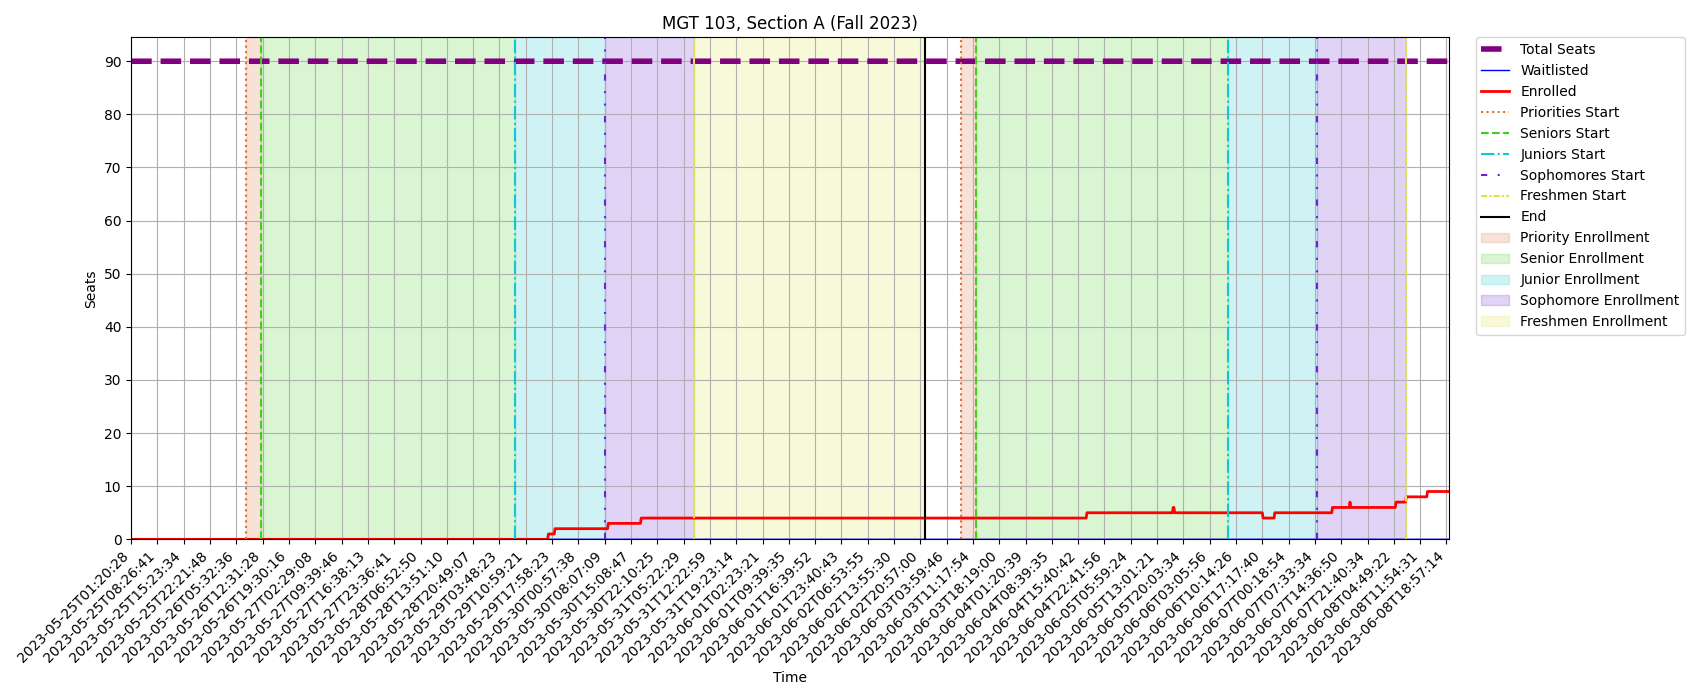 MGT 103, Section A (Fall 2023)
Seats
90
80
70
60
50
40
30
20
10
0
2023-05-25T01:20:28
2023-05-25T08:26:41
2023-05-25T15:23:34
2023-05-25T22:21:48
2023-05-26T05:32:36
2023-05-26T12:31:28
2023-05-26T19:30:16
2023-05-27T02:29:08
2023-05-27T09:39:46
2023-05-27T16:38:13
2023-05-27T23:36:41
2023-05-28T06:52:50
2023-05-28T13:51:10
2023-05-28T20:49:07
2023-05-29T03:48:23
2023-05-29T10:59:21
2023-05-29T17:58:23
2023-05-30T00:57:38
2023-05-30T08:07:09
2023-05-30T15:08:47
2023-05-30T22:10:25
2023-05-31T05:22:29
2023-05-31T12:22:59
2023-05-31T19:23:14
2023-06-01T02:23:21
2023-06-01T09:39:35
2023-06-01T16:39:52
2023-06-01T23:40:43
2023-06-02T06:53:55
2023-06-02T13:55:30
2023-06-02T20:57:00
2023-06-03T03:59:46
2023-06-03T11:17:54
2023-06-03T18:19:00
2023-06-04T01:20:39
2023-06-04T08:39:35
2023-06-04T15:40:42
2023-06-04T22:41:56
2023-06-05T05:59:24
2023-06-05T13:01:21
2023-06-05T20:03:34
2023-06-06T03:05:56
2023-06-06T10:14:26
2023-06-06T17:17:40
2023-06-07T00:18:54
2023-06-07T07:33:34
2023-06-07T14:36:50
2023-06-07T21:40:34
2023-06-08T04:49:22
2023-06-08T11:54:31
2023-06-08T18:57:14
Time
Total Seats
Waitlisted
Enrolled
Priorities Start
Seniors Start
Juniors Start
Sophomores Start
Freshmen Start
End
Priority Enrollment
Senior Enrollment
Junior Enrollment
Sophomore Enrollment
Freshmen Enrollment